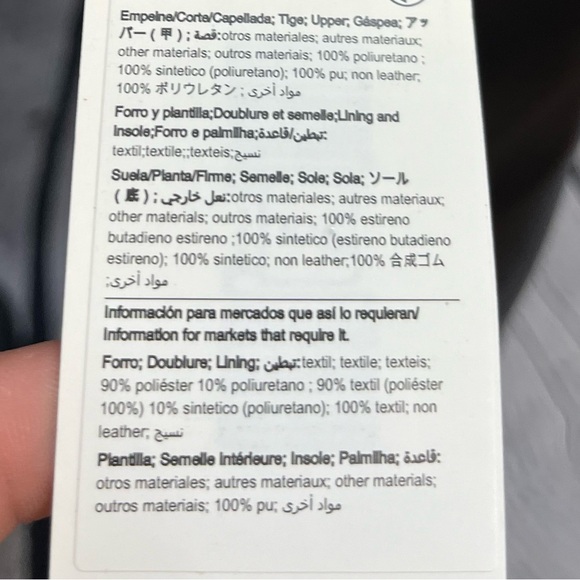 Empeine/Corte/Capellada; Tige; Upper; Gáspea; アッ
パー ( 甲 ) ; قصة:otros materiales; autres materiaux;
other materials; outros materiais; 100% poliuretano ;
100% sintetico (poliuretano); 100% pu; non leather;
100% ポリウレタン ; مواد أخرى
Forro y plantilla;Doublure et semelle;Lining and
Insole;Forro e palmilha;تبطين/قاعدة:
textil;textile;;texteis;نسيج
Suela/Planta/Firme; Semelle; Sole; Sola; ソール
( 底 ) ; نعل خارجي:otros materiales; autres materiaux;
other materials; outros materiais; 100% estireno
butadieno estireno ;100% sintetico (estireno butadieno
estireno); 100% sintetico; non leather;100% 合成ゴム
;مواد أخرى
Información para mercados que así lo requieran/
Information for markets that require it.
Forro; Doublure; Lining; تبطين:textil; textile; texteis;
90% poliéster 10% poliuretano ; 90% textil (poliéster
100%) 10% sintetico (poliuretano); 100% textil; non
leather; نسيج
Plantilla; Semelle Intérieure; Insole; Palmilha; قاعدة:
otros materiales; autres materiaux; other materials;
outros materiais; 100% pu; مواد أخرى